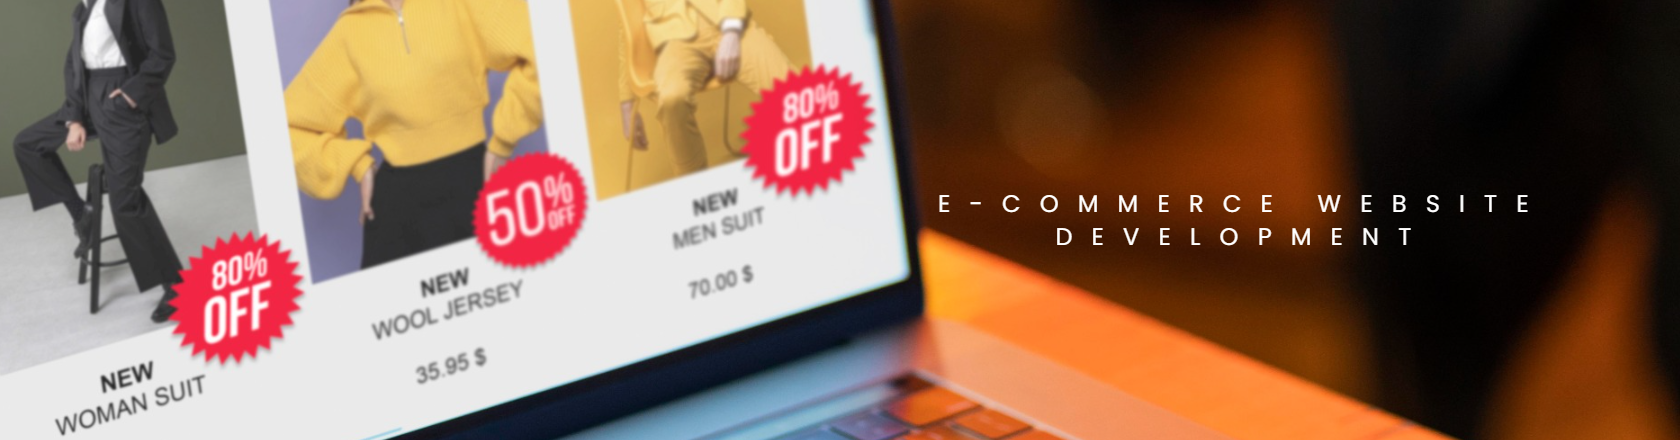 80%
OFF
NEW
WOMAN SUIT
50%
OFF
NEW
WOOL JERSEY
35.95 $
80%
OFF
NEW
MEN SUIT
70.00 $
E-COMMERCE WEBSITE
DEVELOPMENT